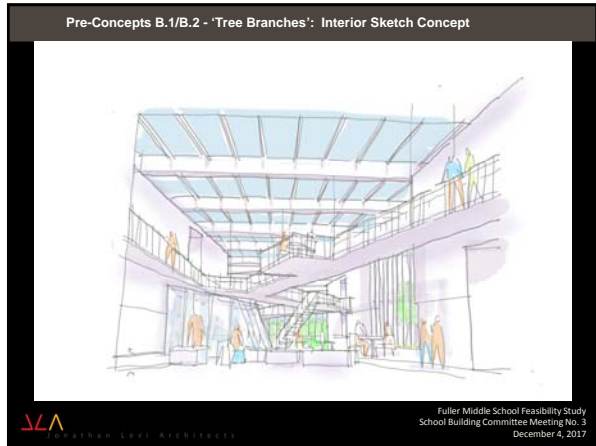 Pre-Concepts B.1/B.2 - ‘Tree Branches’: Interior Sketch Concept
JLA
Jonathan Levi Architects
Fuller Middle School Feasibility Study
School Building Committee Meeting No. 3
December 4, 2017